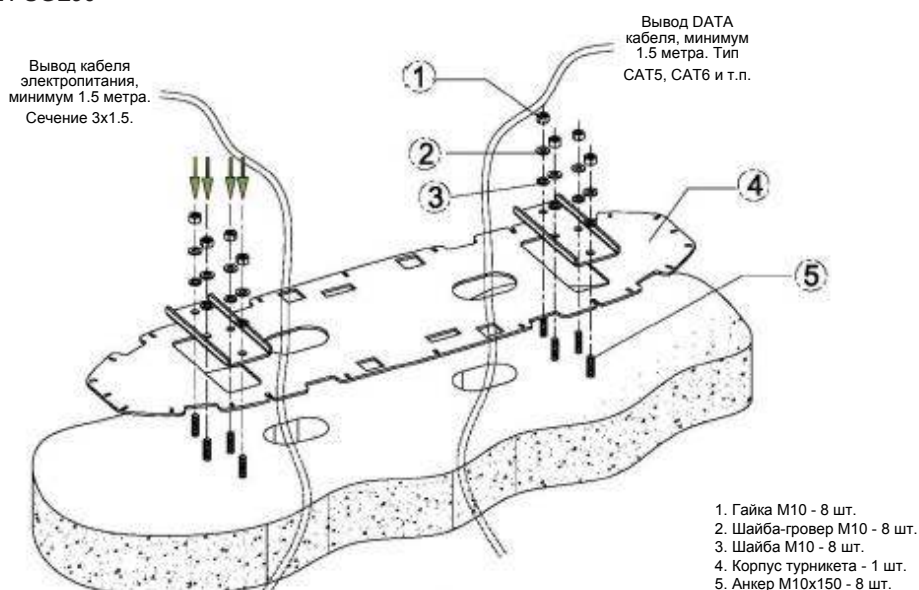 Вывод DATA
кабеля, минимум
1.5 метра. Тип
CAT5, CAT6 и т.п.
Вывод кабеля
электропитания,
минимум 1.5 метра.
Сечение 3x1.5.
1
2
3
4
5
1. Гайка М10 - 8 шт.
2. Шайба-гровер М10 - 8 шт.
3. Шайба М10 - 8 шт.
4. Корпус турникета - 1 шт.
5. Анкер М10х150 - 8 шт.